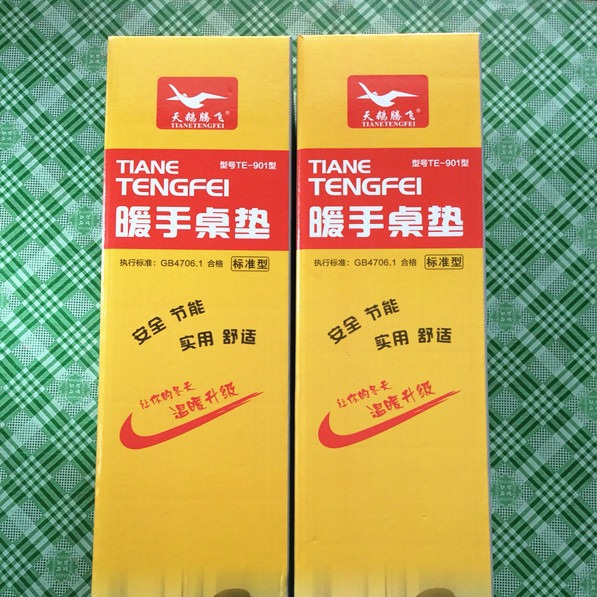 天鹅腾飞®
TIANETENGFEI
TIANE
型号TE-901型
TENGFEI
暖手桌垫
执行标准：GB4706.1 合格 标准型
安全 节能
实用 舒适
让你的冬天
温暖升级
天鹅腾飞®
TIANETENGFEI
TIANE
型号TE-901型
TENGFEI
暖手桌垫
执行标准：GB4706.1 合格 标准型
安全 节能
实用 舒适
让你的冬天
温暖升级